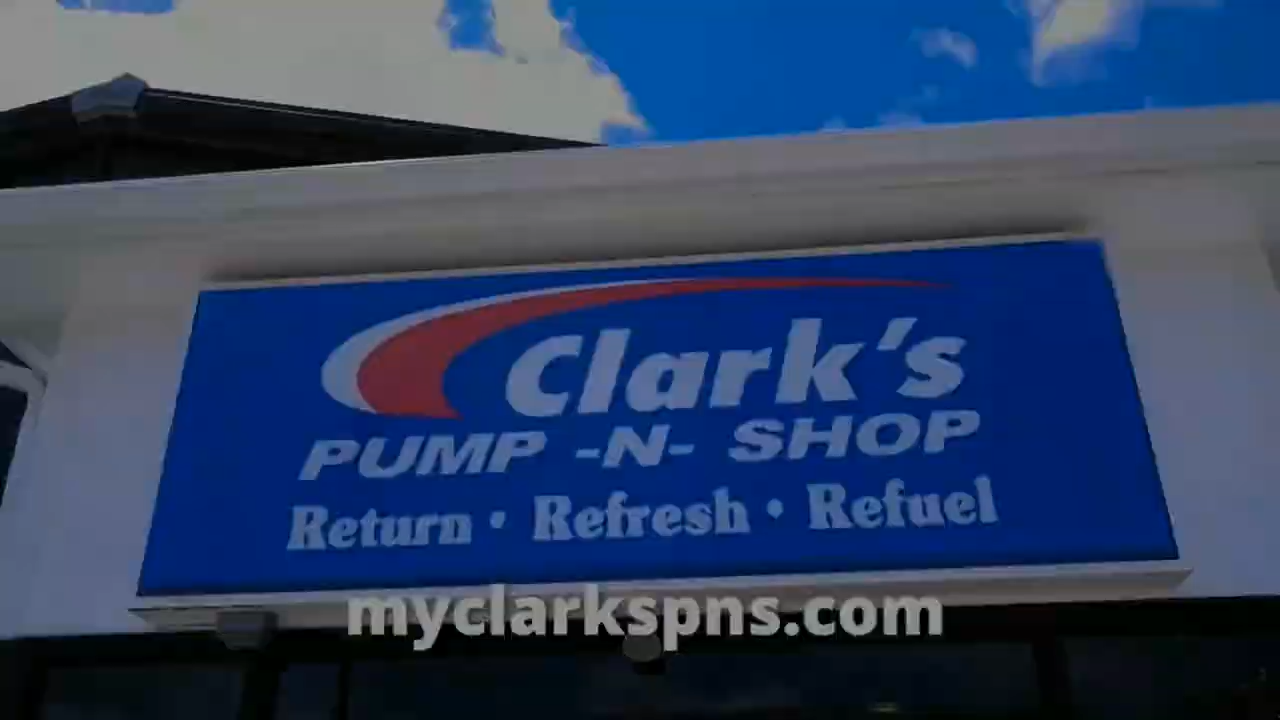 Clark's
PUMP -N- SHOP
Return · Refresh · Refuel
myclarkspns.com